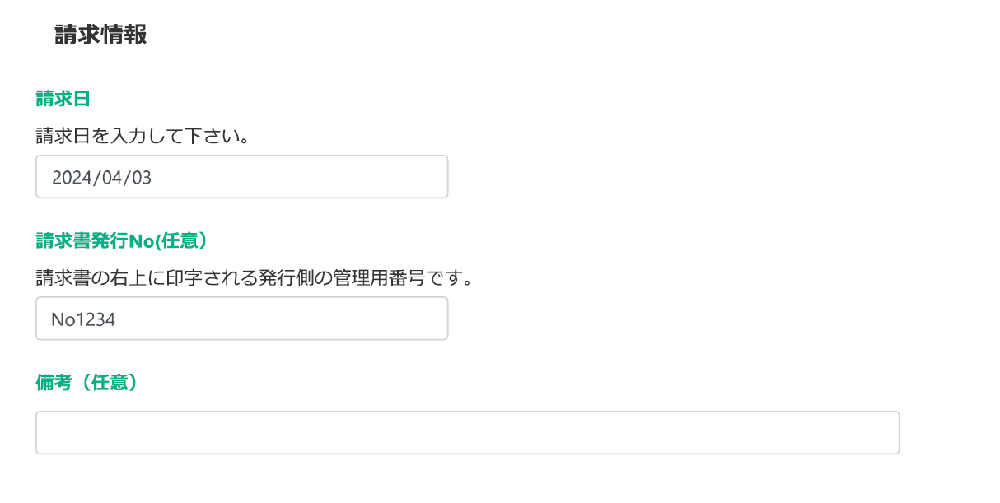 請求情報
請求日
請求日を入力して下さい。
2024/04/03
請求書発行No(任意）
請求書の右上に印字される発行側の管理用番号です。
No1234
備考（任意）